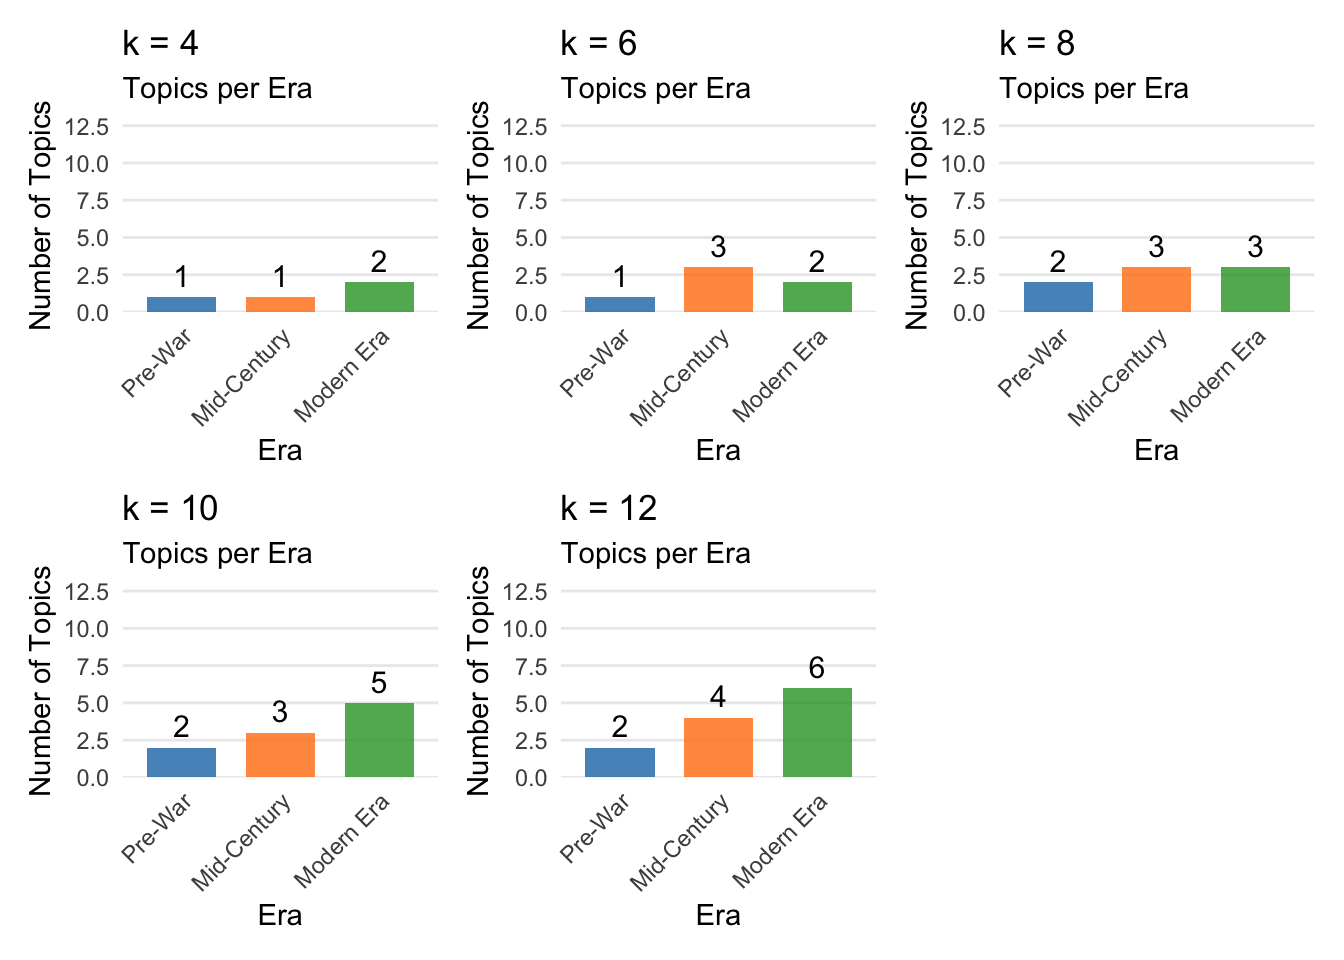 k = 4
Topics per Era
Number of Topics
12.5
10.0
7.5
5.0
2.5
0.0
1
1
2
Pre-War
Mid-Century
Modern Era
Era
k = 6
Topics per Era
Number of Topics
12.5
10.0
7.5
5.0
2.5
0.0
1
3
2
Pre-War
Mid-Century
Modern Era
Era
k = 8
Topics per Era
Number of Topics
12.5
10.0
7.5
5.0
2.5
0.0
2
3
3
Pre-War
Mid-Century
Modern Era
Era
k = 10
Topics per Era
Number of Topics
12.5
10.0
7.5
5.0
2.5
0.0
2
3
5
Pre-War
Mid-Century
Modern Era
Era
k = 12
Topics per Era
Number of Topics
12.5
10.0
7.5
5.0
2.5
0.0
2
4
6
Pre-War
Mid-Century
Modern Era
Era